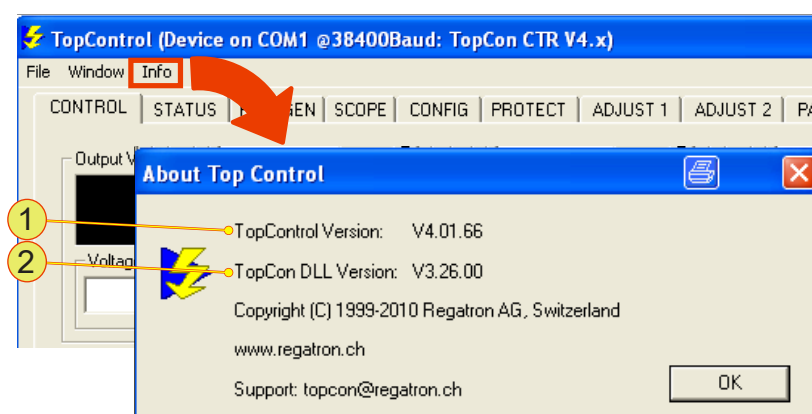 TopControl (Device on COM1 @38400Baud: TopCon CTR V4.x)
File Window Info
CONTROL STATUS SCOPE CONFIG PROTECT ADJUST 1 ADJUST 2
Output
About Top Control
1 TopControl Version: V4.01.66
2 TopCon DLL Version: V3.26.00
Copyright (C) 1999-2010 Regatron AG, Switzerland
www.regatron.ch
Support: topcon@regatron.ch
OK